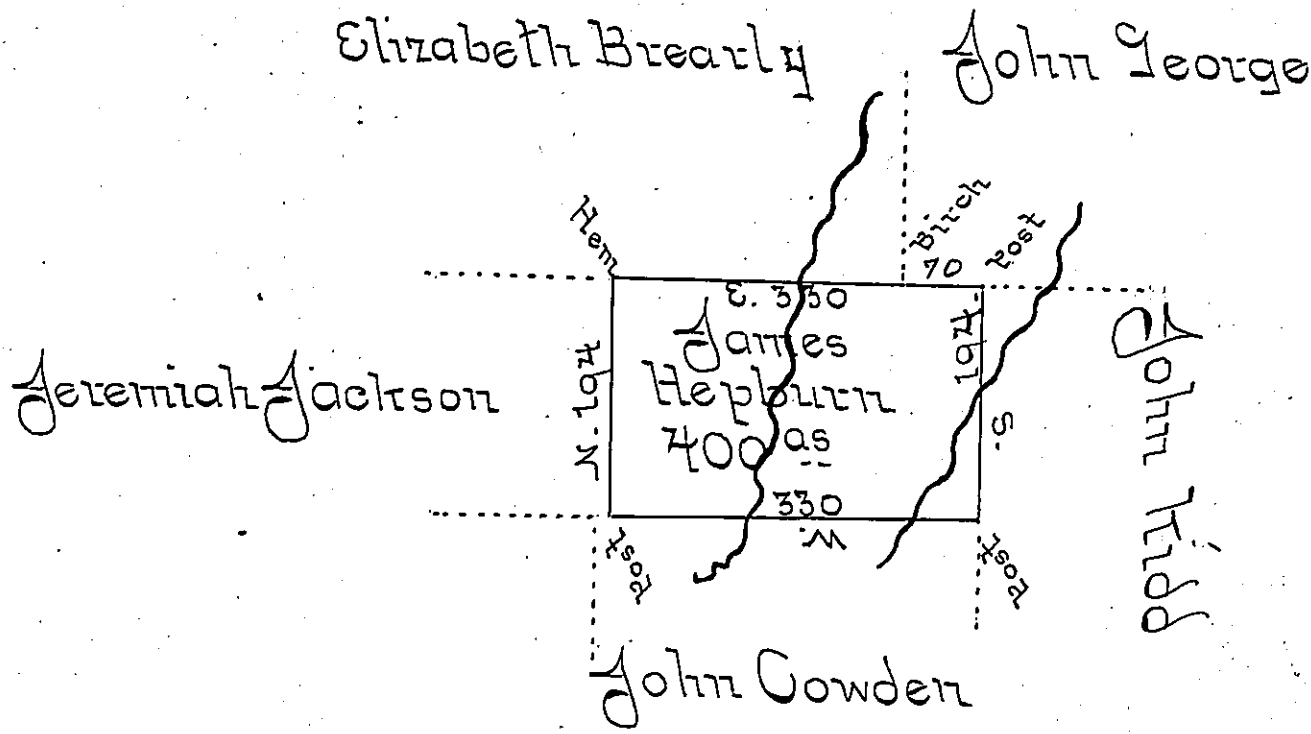 Elizabeth Brearly
John George
Hem
Birch
70
Post
E. 330
James
Hepburn
400 as
N. 194
194
S.
330
W.
Jeremiah Jackson
John Kidd
Post
Post
John Cowden